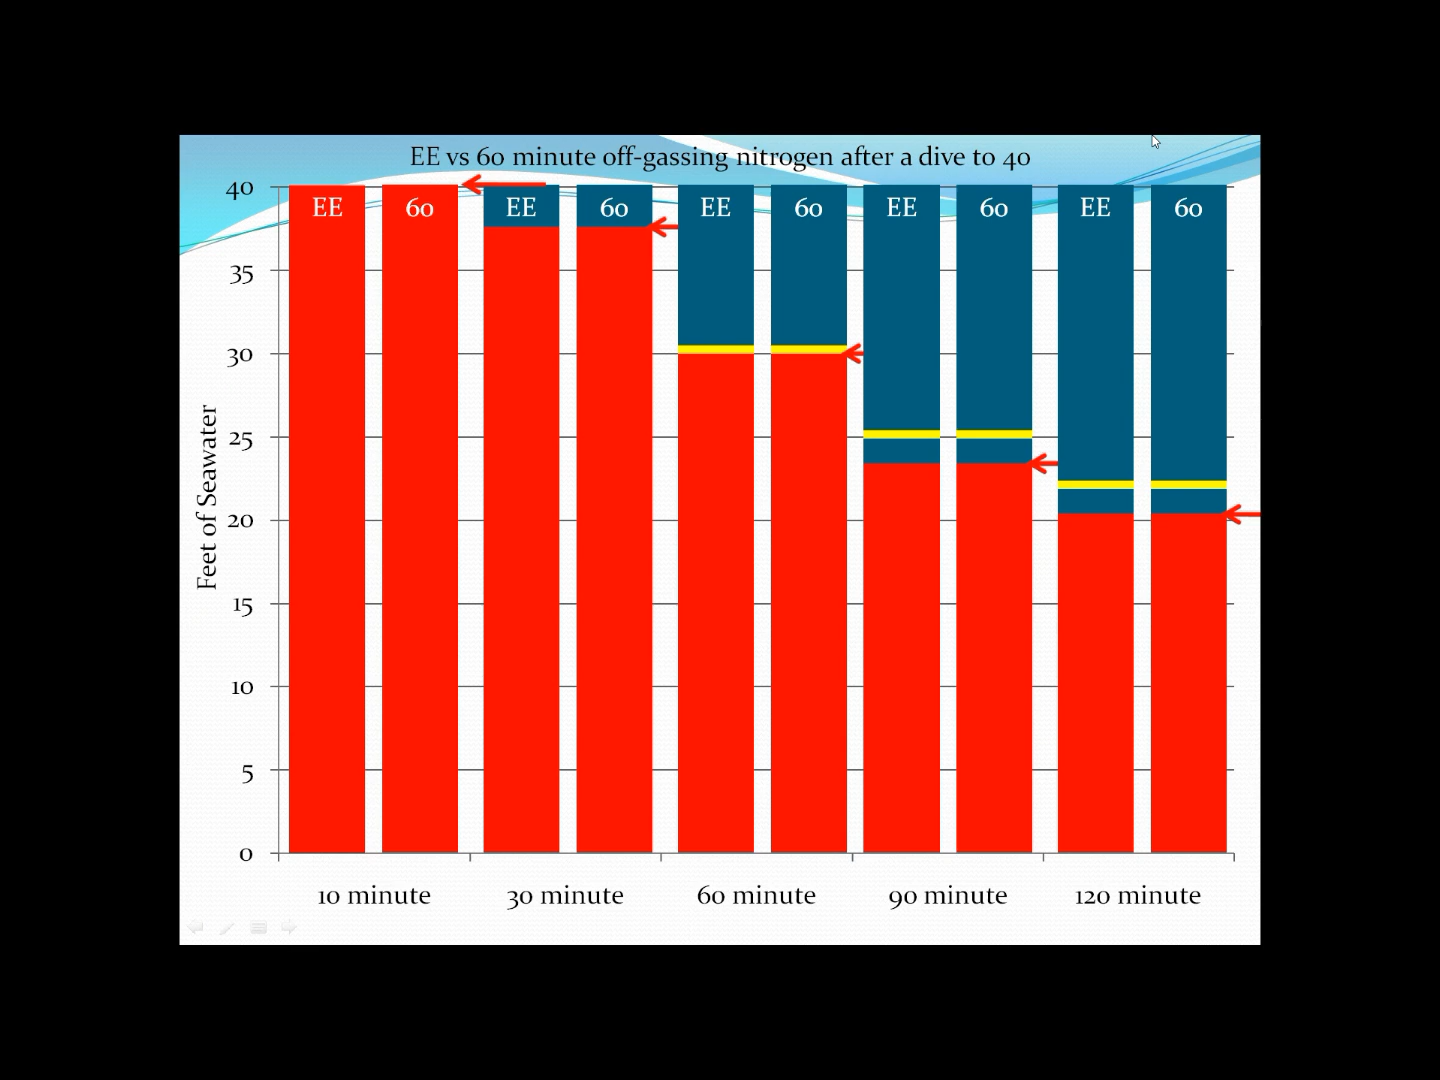 EE vs 60 minute off-gassing nitrogen after a dive to 40
40
EE 60 EE 60 EE 60 EE 60 EE 60
35
30
25
20
15
10
5
0
Feet of Seawater
10 minute 30 minute 60 minute 90 minute 120 minute